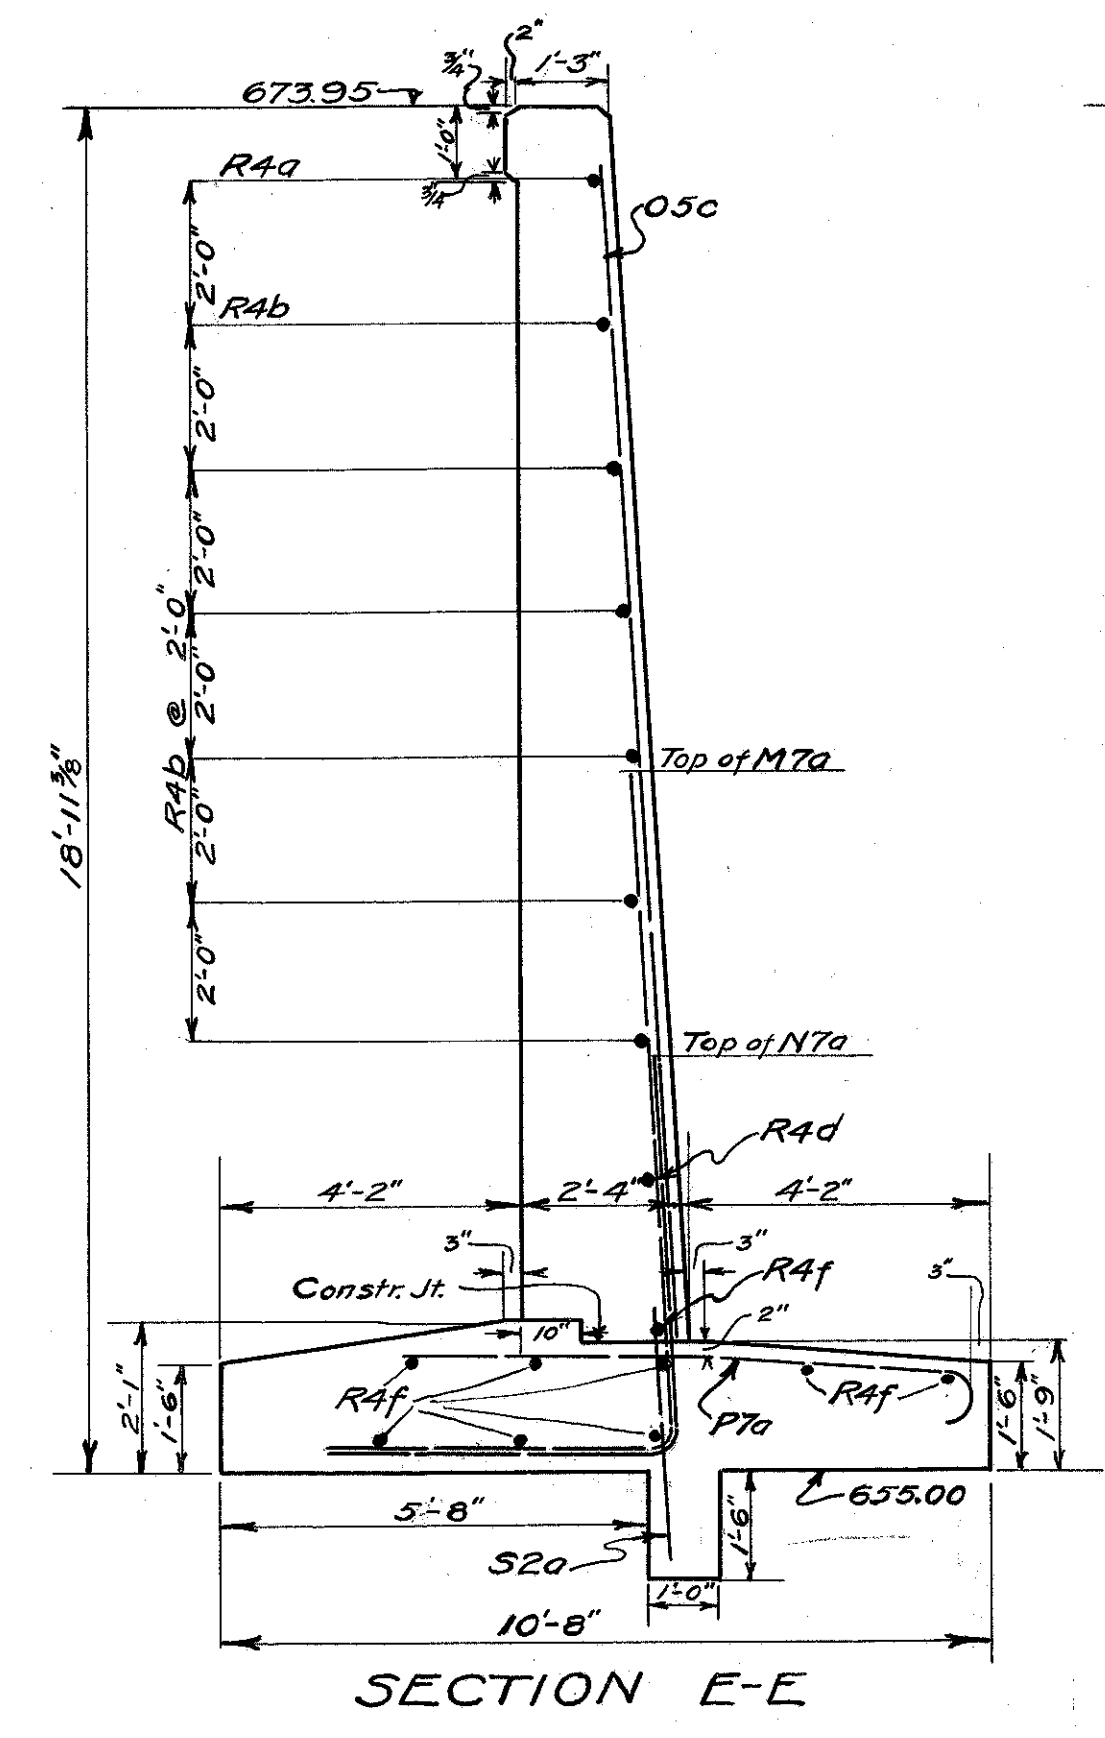 2"
3/4"
1'-3"
673.95
1'-0"
R4a
3/4"
O5c
2'-0"
R4b
2'-0"
2'-0"
R4b @ 2'-0"
2'-0"
Top of M7a
18'-11 3/8"
2'-0"
2'-0"
Top of N7a
R4d
4'-2"
2'-4"
4'-2"
3"
3"
R4f
3"
Constr. Jt.
10"
2"
2'-1"
1'-6"
R4f
P7a
R4f
1'-6"
1'-9"
655.00
5'-8"
1'-6"
S2a
1'-0"
10'-8"
SECTION E-E